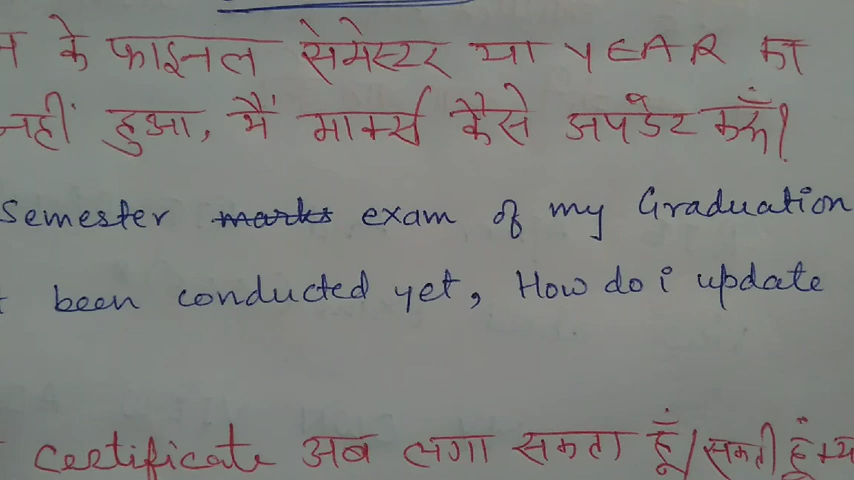 के फाइनल सेमेस्टर या YEAR का
नहीं हुआ, मैं मार्क्स कैसे अपडेट करूँ।
Semester marks exam of my Graduation
been conducted yet, How do i update
Certificate अब लगा सकता हूँ/सकती हूँ